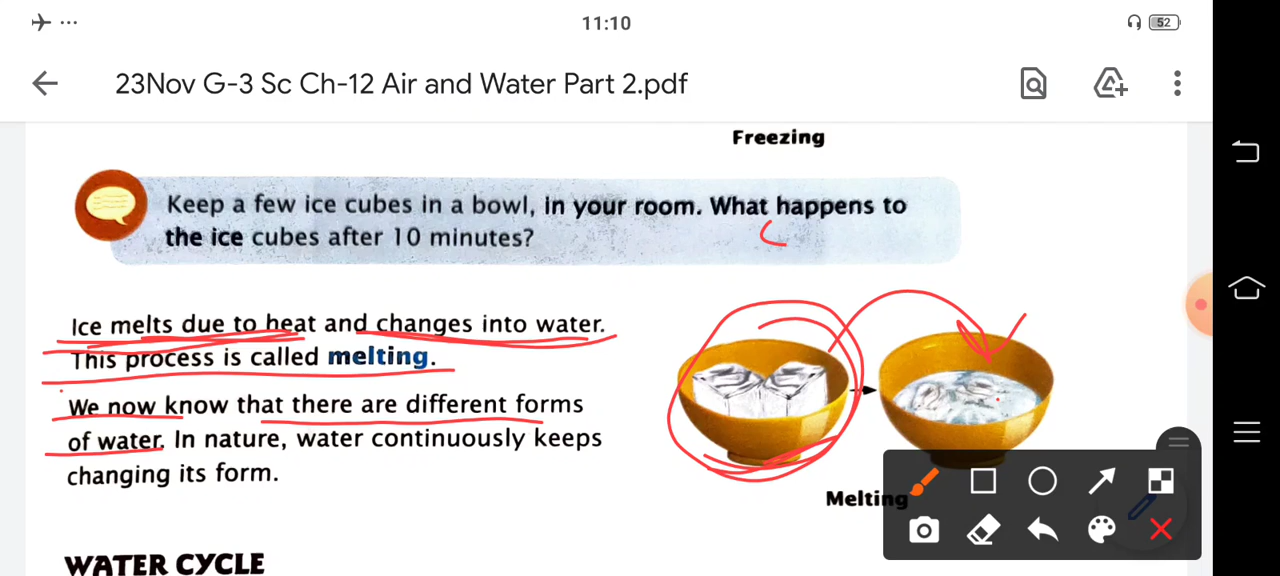 11:10
52
23Nov G-3 Sc Ch-12 Air and Water Part 2.pdf
Freezing
Keep a few ice cubes in a bowl, in your room. What happens to
the ice cubes after 10 minutes?
Ice melts due to heat and changes into water.
This process is called melting.
We now know that there are different forms
of water. In nature, water continuously keeps
changing its form.
Melting
WATER CYCLE